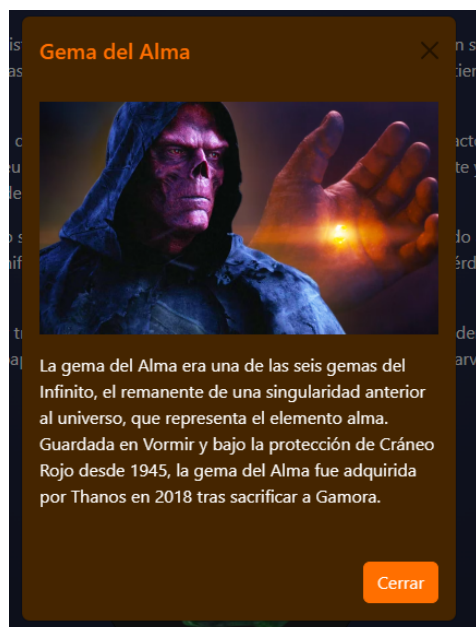 Gema del Alma
La gema del Alma era una de las seis gemas del
Infinito, el remanente de una singularidad anterior
al universo, que representa el elemento alma.
Guardada en Vormir y bajo la protección de Cráneo
Rojo desde 1945, la gema del Alma fue adquirida
por Thanos en 2018 tras sacrificar a Gamora.
Cerrar